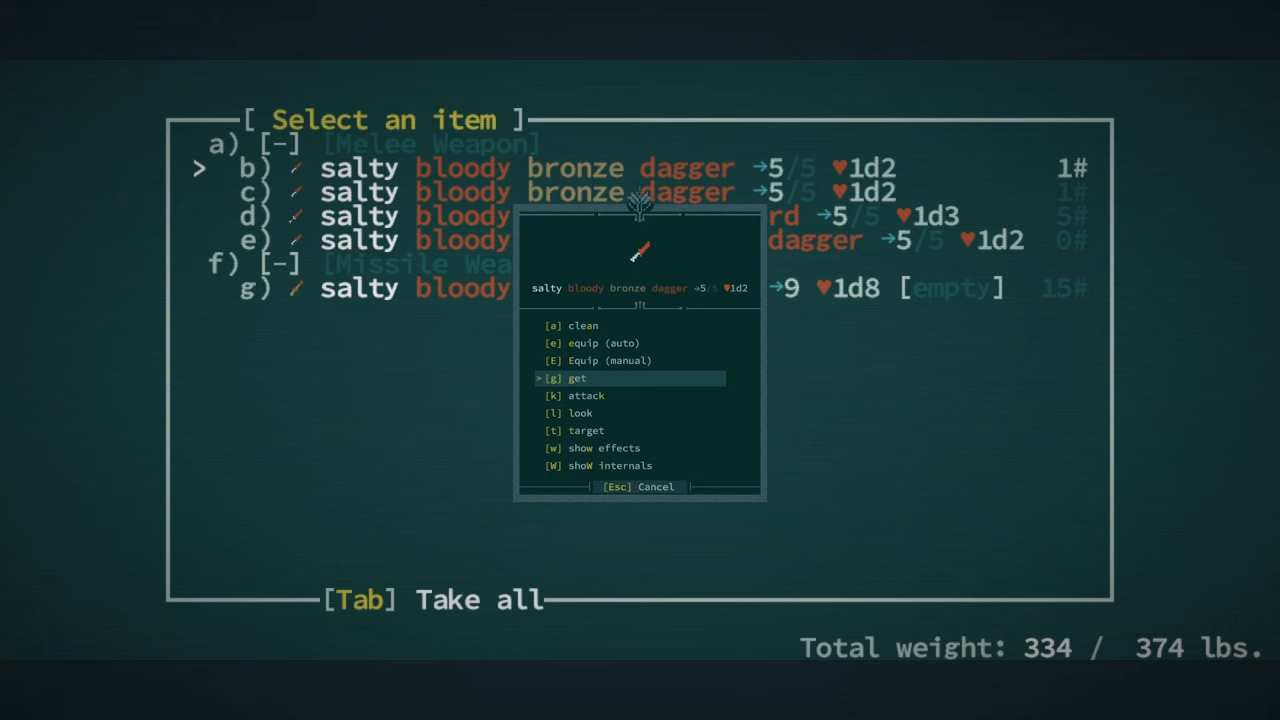 [ Select an item ]
a) [-] [Melee Weapon]
> b) salty bloody bronze dagger →5/5 ♥1d2 1#
c) salty bloody bronze dagger →5/5 ♥1d2 1#
d) salty bloody rd →5/5 ♥1d3 5#
e) salty bloody dagger →5/5 ♥1d2 0#
f) [-] [Missile Wea
g) salty bloody →9 ♥1d8 [empty] 15#
salty bloody bronze dagger →5/5 ♥1d2
[a] clean
[e] equip (auto)
[E] Equip (manual)
> [g] get
[k] attack
[l] look
[t] target
[w] show effects
[W] shoW internals
[Esc] Cancel
[Tab] Take all
Total weight: 334 / 374 lbs.